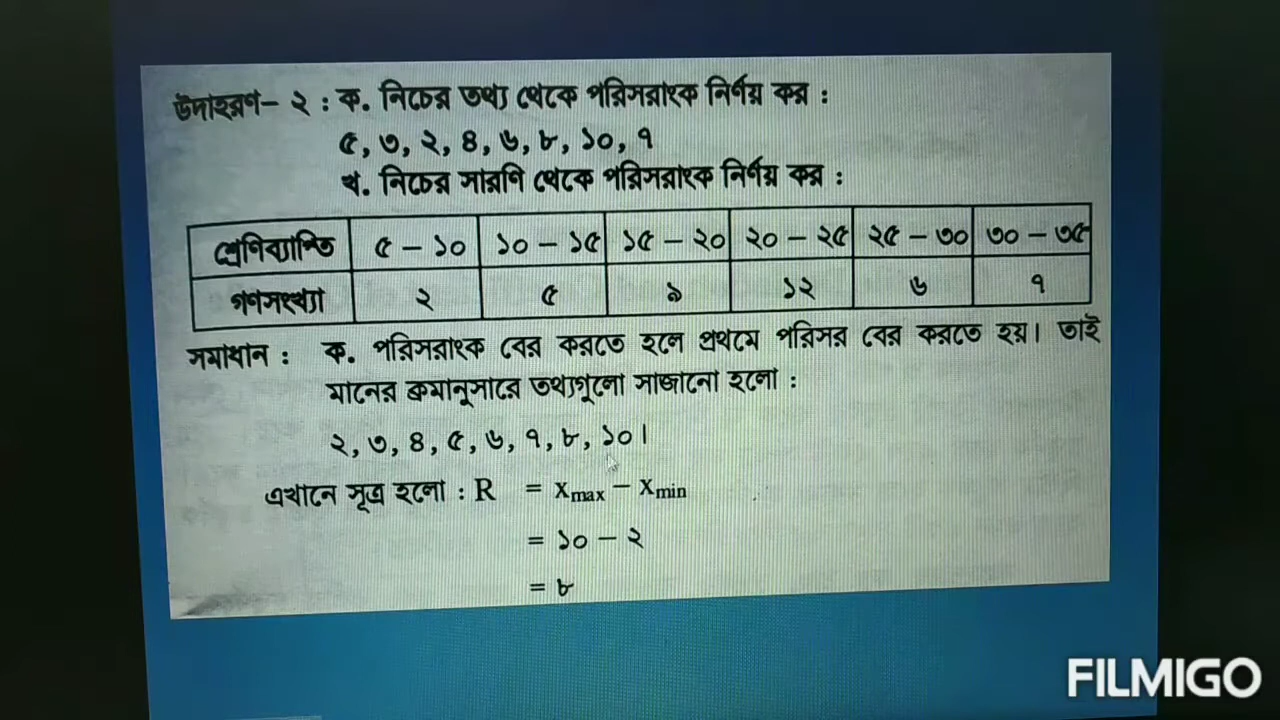 উদাহরণ- ২ : ক. নিচের তথ্য থেকে পরিসরাংক নির্ণয় কর :
৫, ৩, ২, ৪, ৬, ৮, ১০, ৭
খ. নিচের সারণি থেকে পরিসরাংক নির্ণয় কর :
শ্রেণিব্যাপ্তি ৫ – ১০ ১০ – ১৫ ১৫ – ২০ ২০ – ২৫ ২৫ – ৩০ ৩০ – ৩৫
গণসংখ্যা ২ ৫ ৯ ১২ ৬ ৭
সমাধান : ক. পরিসরাংক বের করতে হলে প্রথমে পরিসর বের করতে হয়। তাই
মানের ক্রমানুসারে তথ্যগুলো সাজানো হলো :
২, ৩, ৪, ৫, ৬, ৭, ৮, ১০।
এখানে সূত্র হলো : R = xmax – xmin
= ১০ – ২
= ৮
FILMIGO